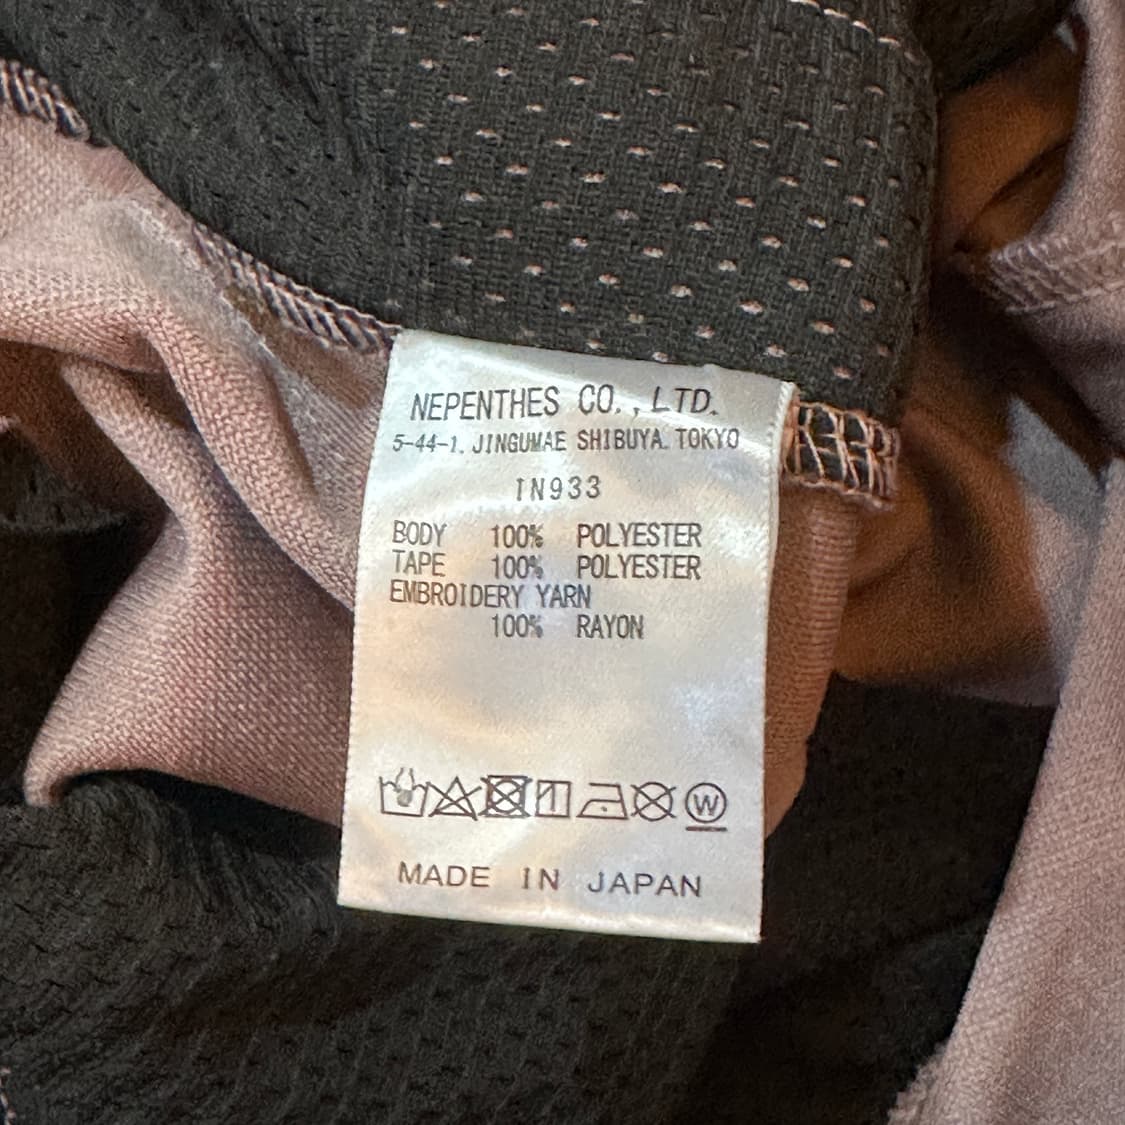 NEPENTHES CO., LTD.
5-44-1, JINGUMAE SHIBUYA, TOKYO
IN933
BODY 100% POLYESTER
TAPE 100% POLYESTER
EMBROIDERY YARN
100% RAYON
W
MADE IN JAPAN